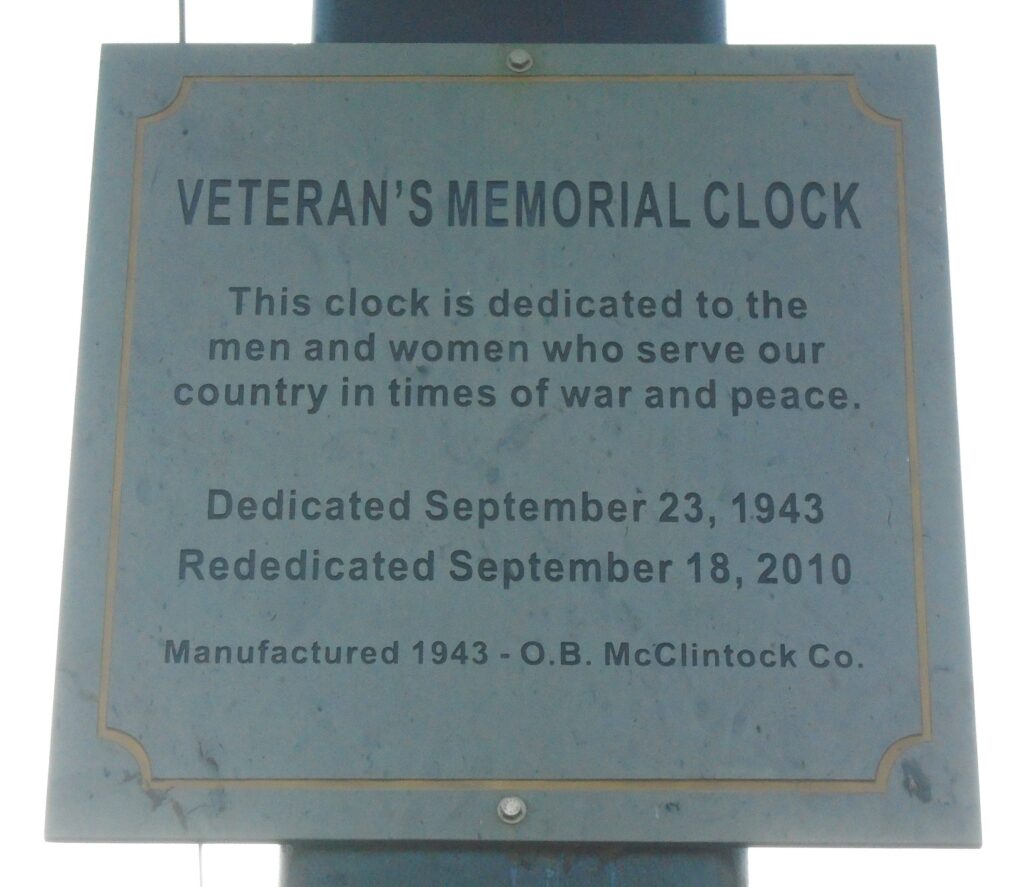 VETERAN'S MEMORIAL CLOCK
This clock is dedicated to the
men and women who serve our
country in times of war and peace.
Dedicated September 23, 1943
Rededicated September 18, 2010
Manufactured 1943 - O.B. McClintock Co.